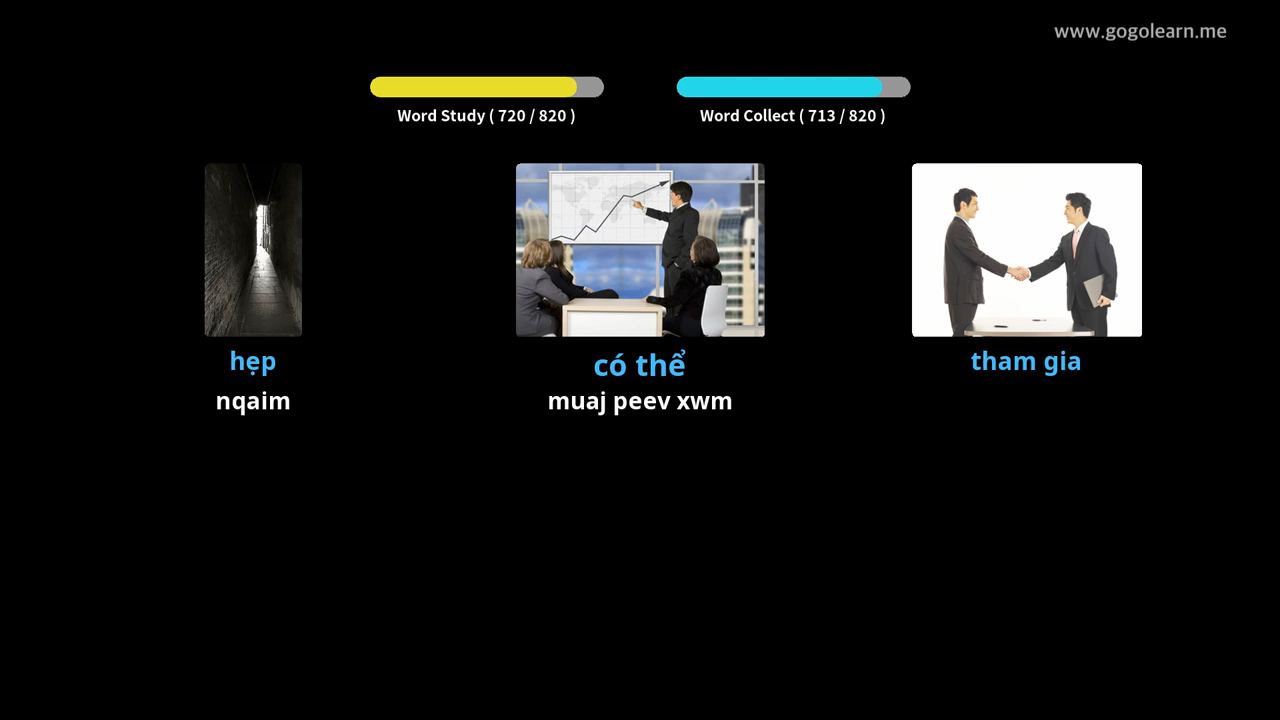 www.gogolearn.me
Word Study ( 720 / 820 )
Word Collect ( 713 / 820 )
hẹp
nqaim
có thể
muaj peev xwm
tham gia